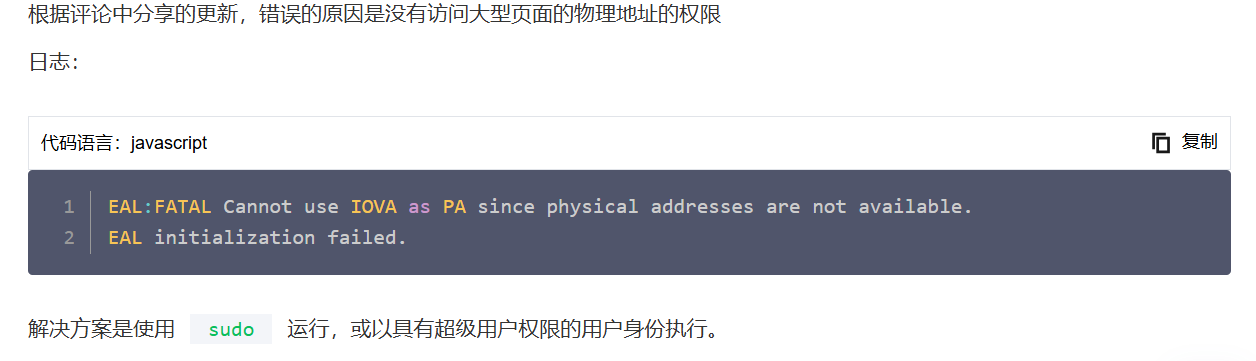 根据评论中分享的更新，错误的原因是没有访问大型页面的物理地址的权限
日志：
代码语言：javascript 复制
1 EAL:FATAL Cannot use IOVA as PA since physical addresses are not available.
2 EAL initialization failed.
解决方案是使用 sudo 运行，或以具有超级用户权限的用户身份执行。